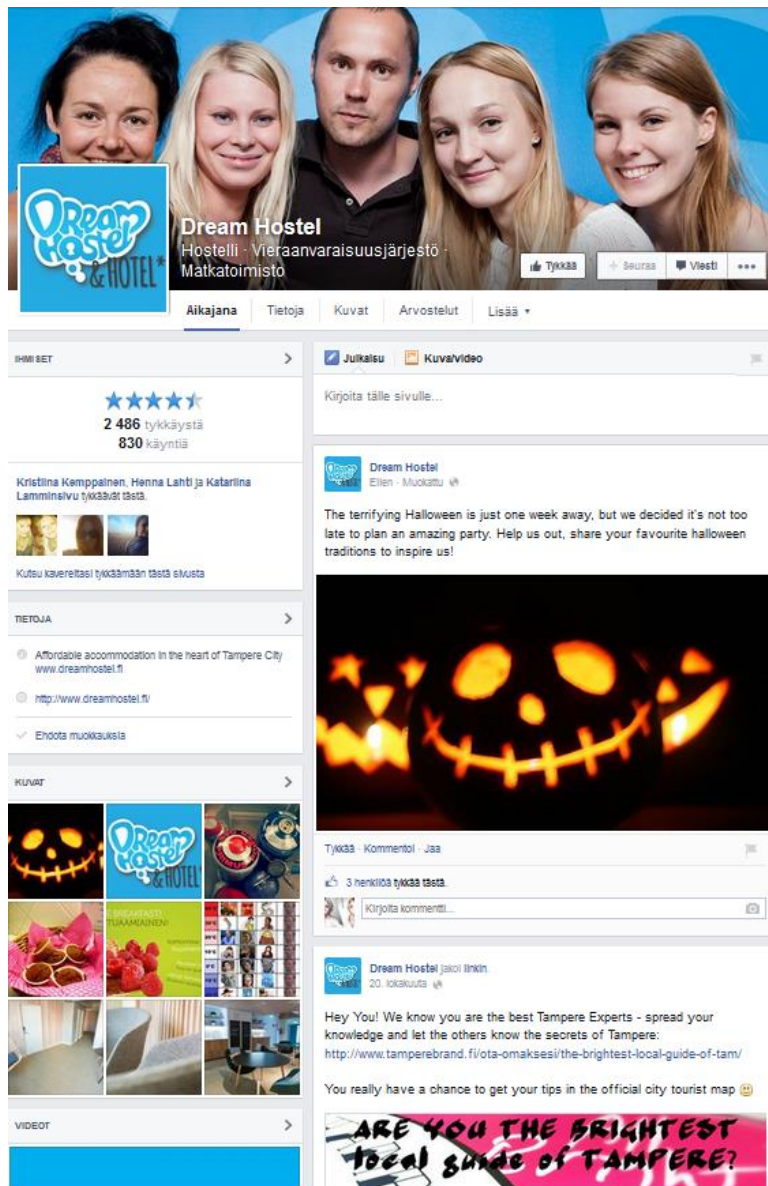 Dream Hostel
Hostelli · Vieraanvaraisuusjärjestö ·
Matkatoimisto
DREAM
HOSTEL
& HOTEL*
Tykkää
+ Seuraa
Viesti
Aikajana
Tietoja
Kuvat
Arvostelut
Lisää
IHMISET
2 486 tykkäystä
830 käyntiä
Kristiina Kemppainen, Henna Lahti ja Katariina
Lamminsivu tykkäävät tästä.
Kutsu kavereitasi tykkäämään tästä sivusta
TIETOJA
Affordable accommodation in the heart of Tampere City
www.dreamhostel.fi
http://www.dreamhostel.fi/
Ehdota muokkauksia
KUVAT
DREAM
HOSTEL
& HOTEL
VIDEOT
Julkaisu
Kuva/video
Kirjoita tälle sivulle...
Dream Hostel
Eilen · Muokattu
The terrifying Halloween is just one week away, but we decided it's not too
late to plan an amazing party. Help us out, share your favourite halloween
traditions to inspire us!
Tykkää · Kommentoi · Jaa
3 henkilöä tykkää tästä.
Kirjoita kommentti...
Dream Hostel jakoi linkin.
20. lokakuuta
Hey You! We know you are the best Tampere Experts - spread your
knowledge and let the others know the secrets of Tampere:
http://www.tamperebrand.fi/ota-omaksesi/the-brightest-local-guide-of-tam/
You really have a chance to get your tips in the official city tourist map
ARE YOU THE BRIGHTEST
local guide of TAMPERE?